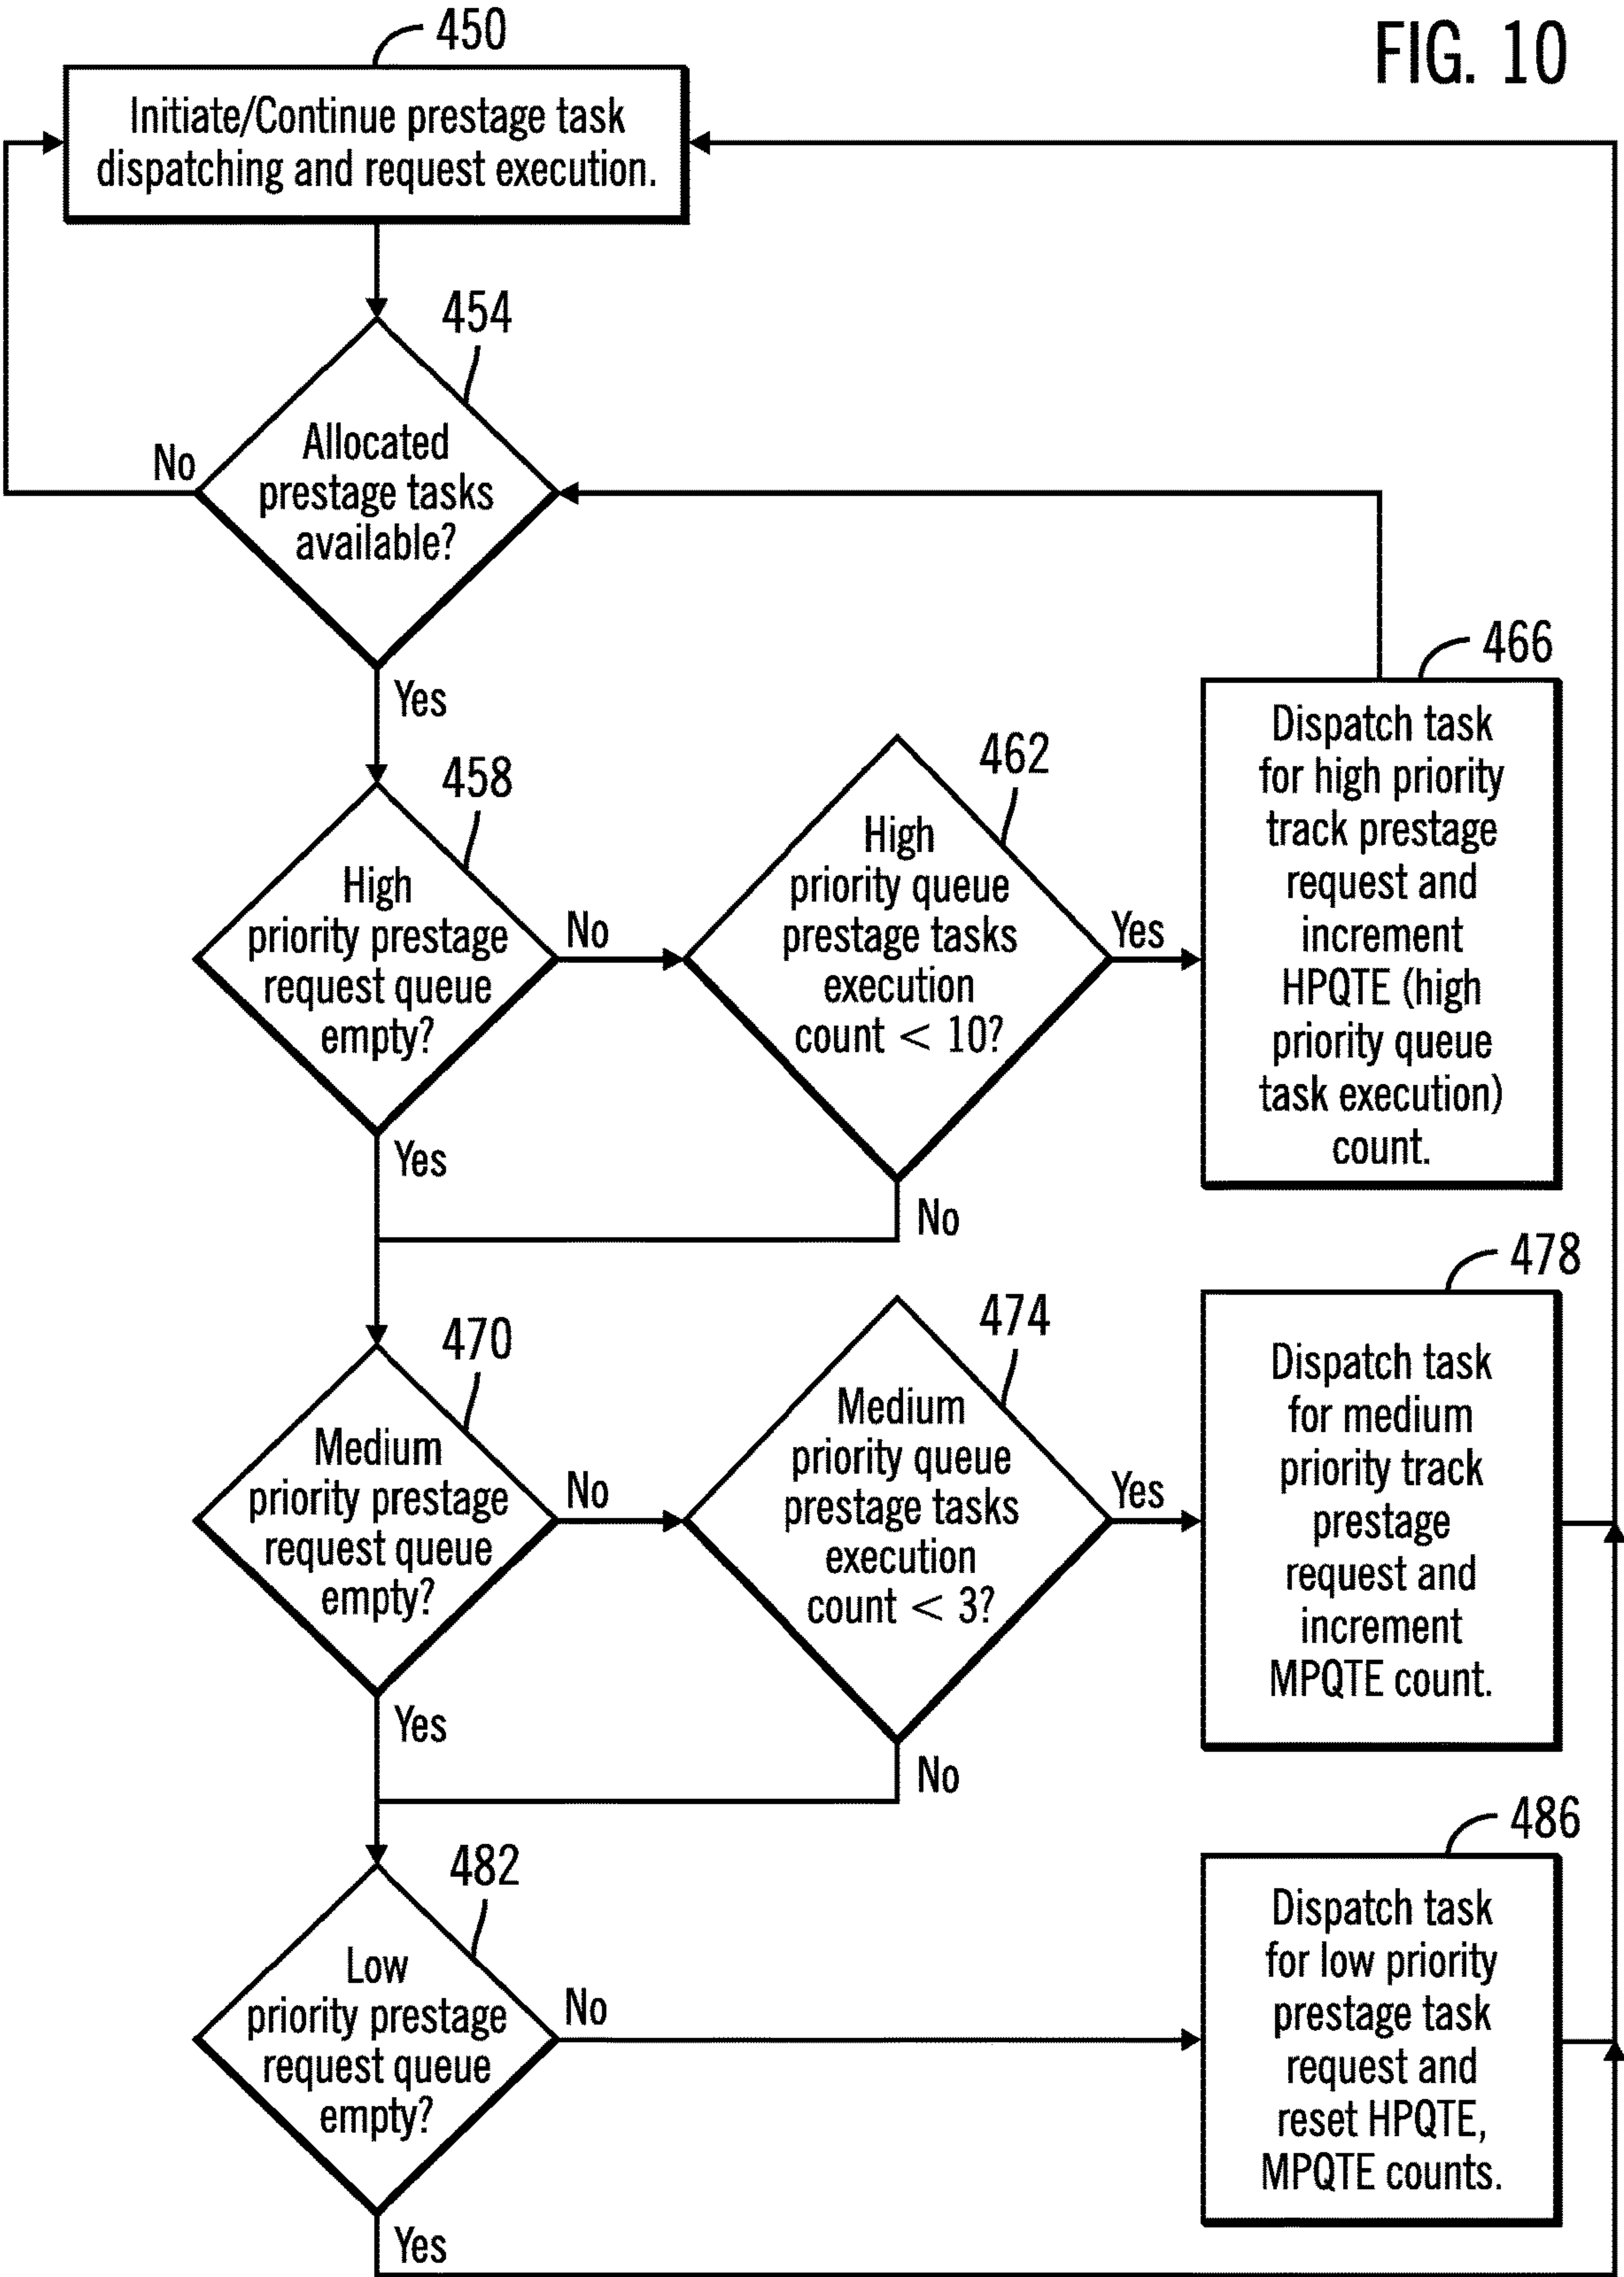 450
FIG. 10
Initiate/Continue prestage task
dispatching and request execution.
454
Allocated
prestage tasks
available?
No
Yes
458
High
priority prestage
request queue
empty?
No
Yes
462
High
priority queue
prestage tasks
execution
count < 10?
Yes
No
466
Dispatch task
for high priority
track prestage
request and
increment
HPQTE (high
priority queue
task execution)
count.
470
Medium
priority prestage
request queue
empty?
No
Yes
474
Medium
priority queue
prestage tasks
execution
count < 3?
Yes
No
478
Dispatch task
for medium
priority track
prestage
request and
increment
MPQTE count.
482
Low
priority prestage
request queue
empty?
No
Yes
486
Dispatch task
for low priority
prestage task
request and
reset HPQTE,
MPQTE counts.